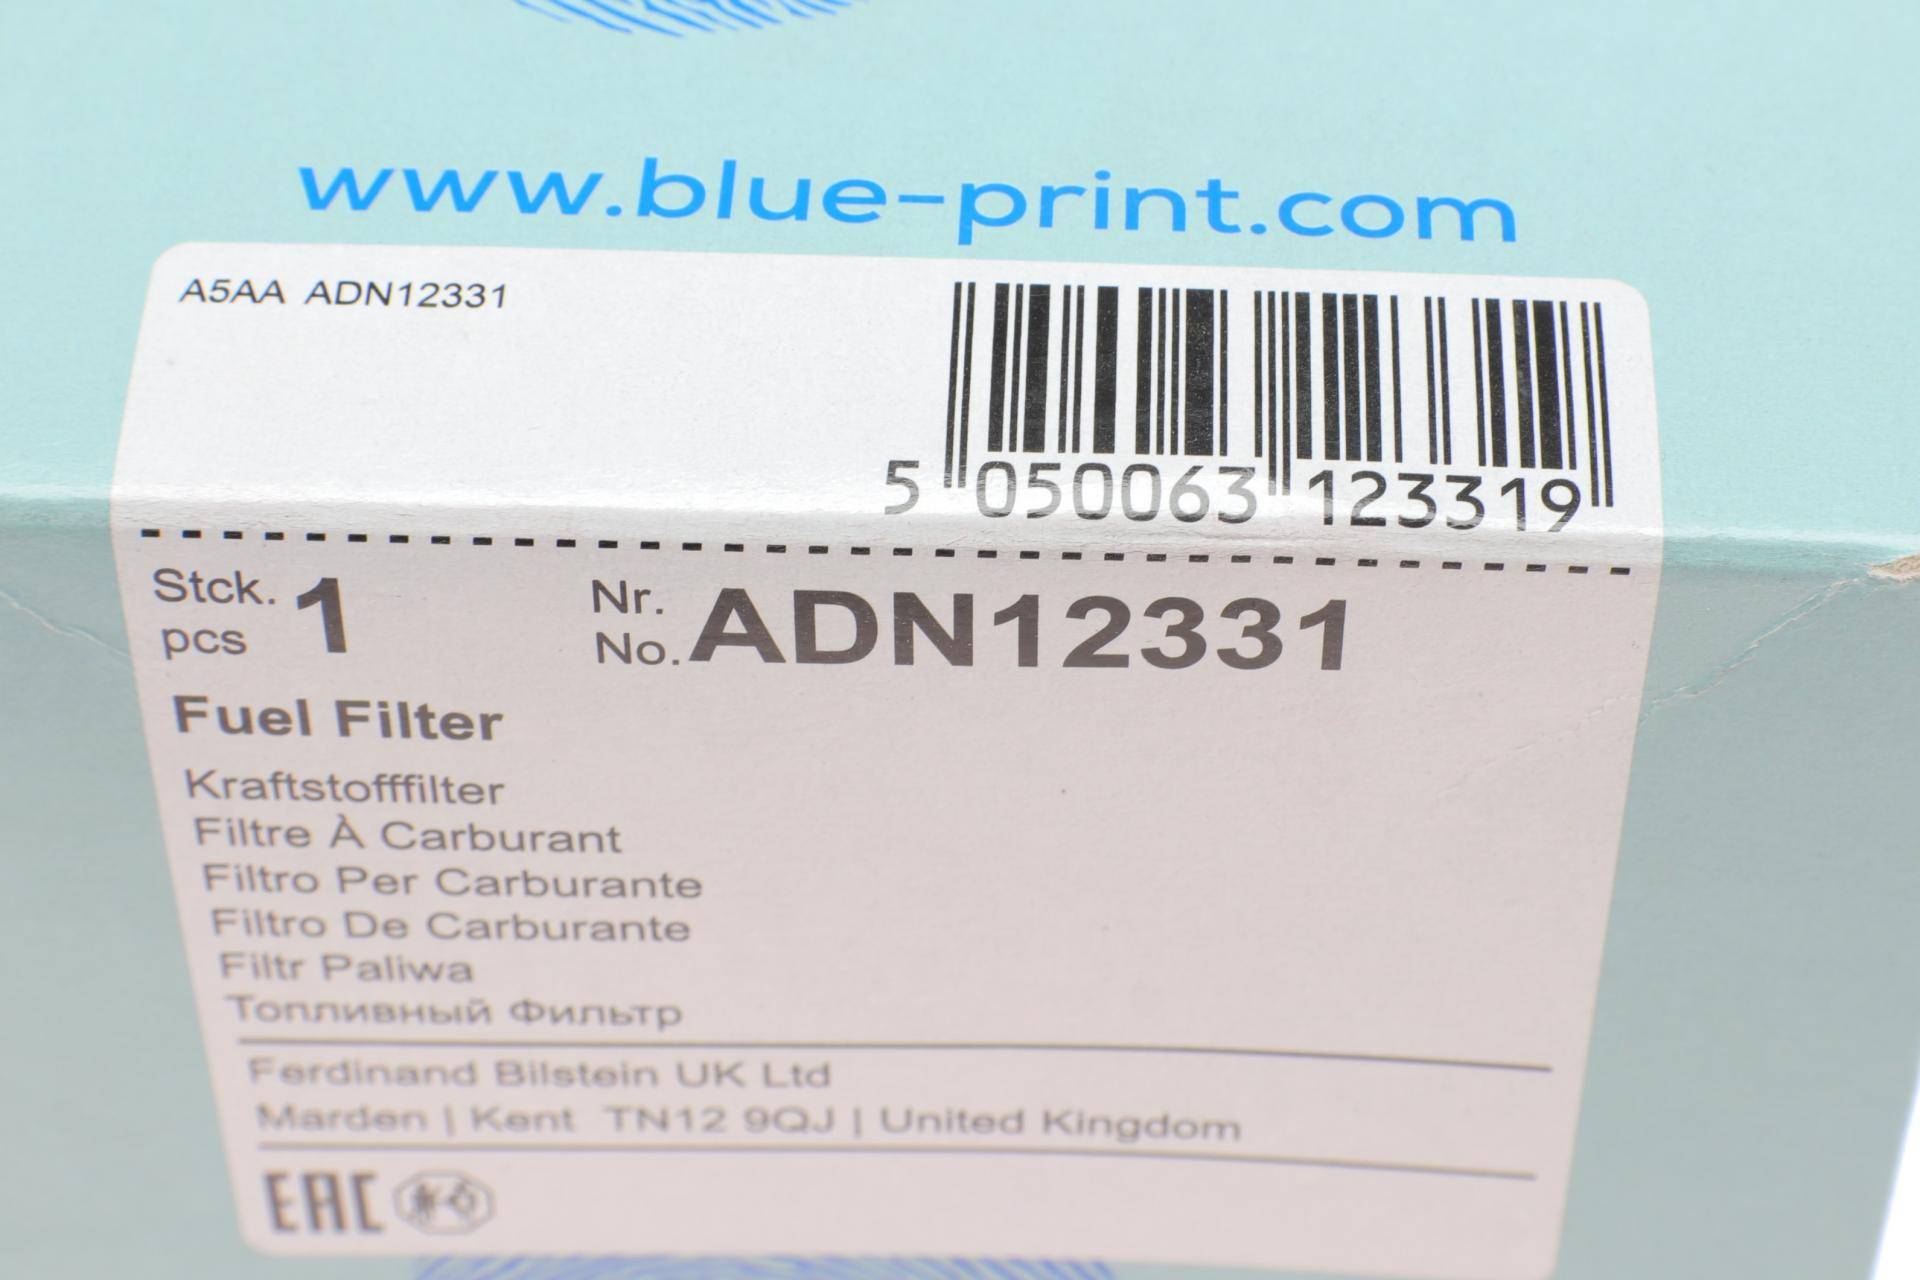 www.blue-print.com
A5AA ADN12331
5 050063 123319
Stck. 1 Nr. ADN12331
pcs No.
Fuel Filter
Kraftstofffilter
Filtre À Carburant
Filtro Per Carburante
Filtro De Carburante
Filtr Paliwa
Топливный Фильтр
Ferdinand Bilstein UK Ltd
Marden | Kent TN12 9QJ | United Kingdom
EAC